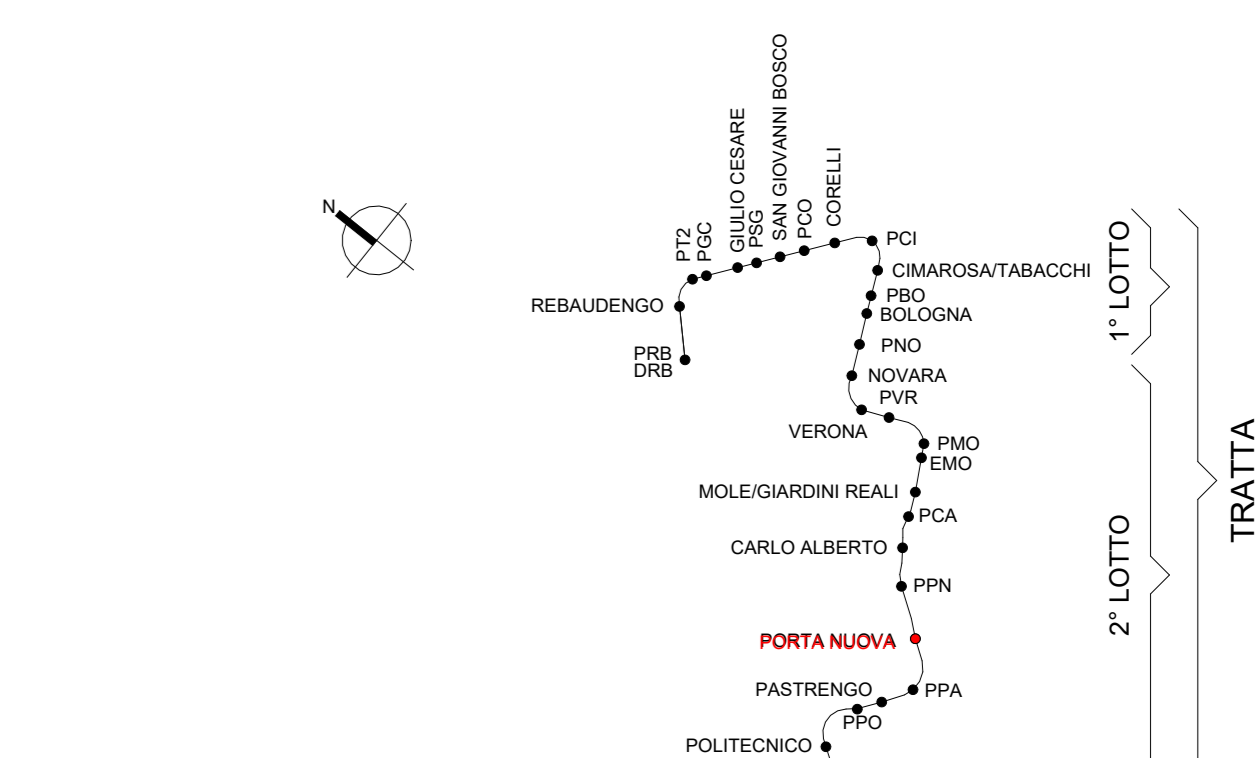 N
PT2
PGC
GIULIO CESARE
PSG
SAN GIOVANNI BOSCO
PCO
CORELLI
PCI
CIMAROSA/TABACCHI
REBAUDENGO
PBO
BOLOGNA
PRB
DRB
PNO
NOVARA
PVR
VERONA
PMO
EMO
MOLE/GIARDINI REALI
PCA
CARLO ALBERTO
PPN
PORTA NUOVA
PASTRENGO
PPA
PPO
POLITECNICO
1° LOTTO
2° LOTTO
TRATTA